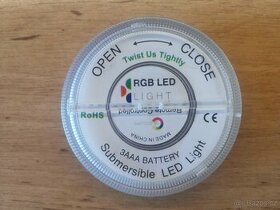 OPEN
CLOSE
Twist Us Tightly
RGB LED
LIGHT
Remote Controlled
RoHS
CE
MADE IN CHINA
3AAA BATTERY
Submersible LED Light